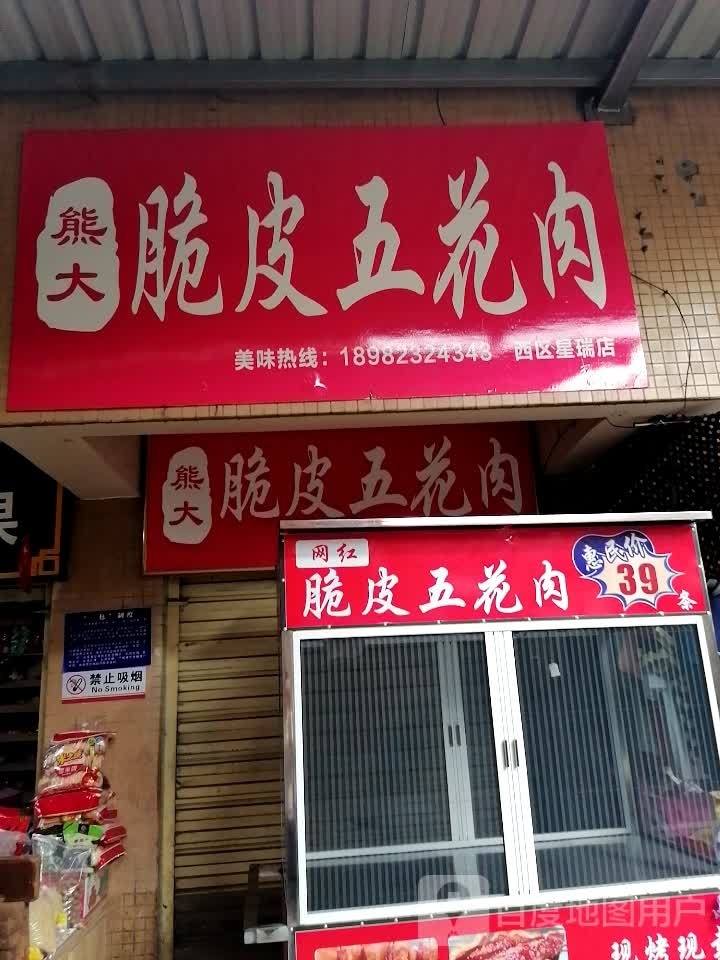 熊大
脆皮五花肉
美味热线：18982324343 西区星瑞店
熊大
脆皮五花肉
网红
脆皮五花肉
惠民价
39
条
禁止吸烟
No Smoking
现烤现
百度地图用户